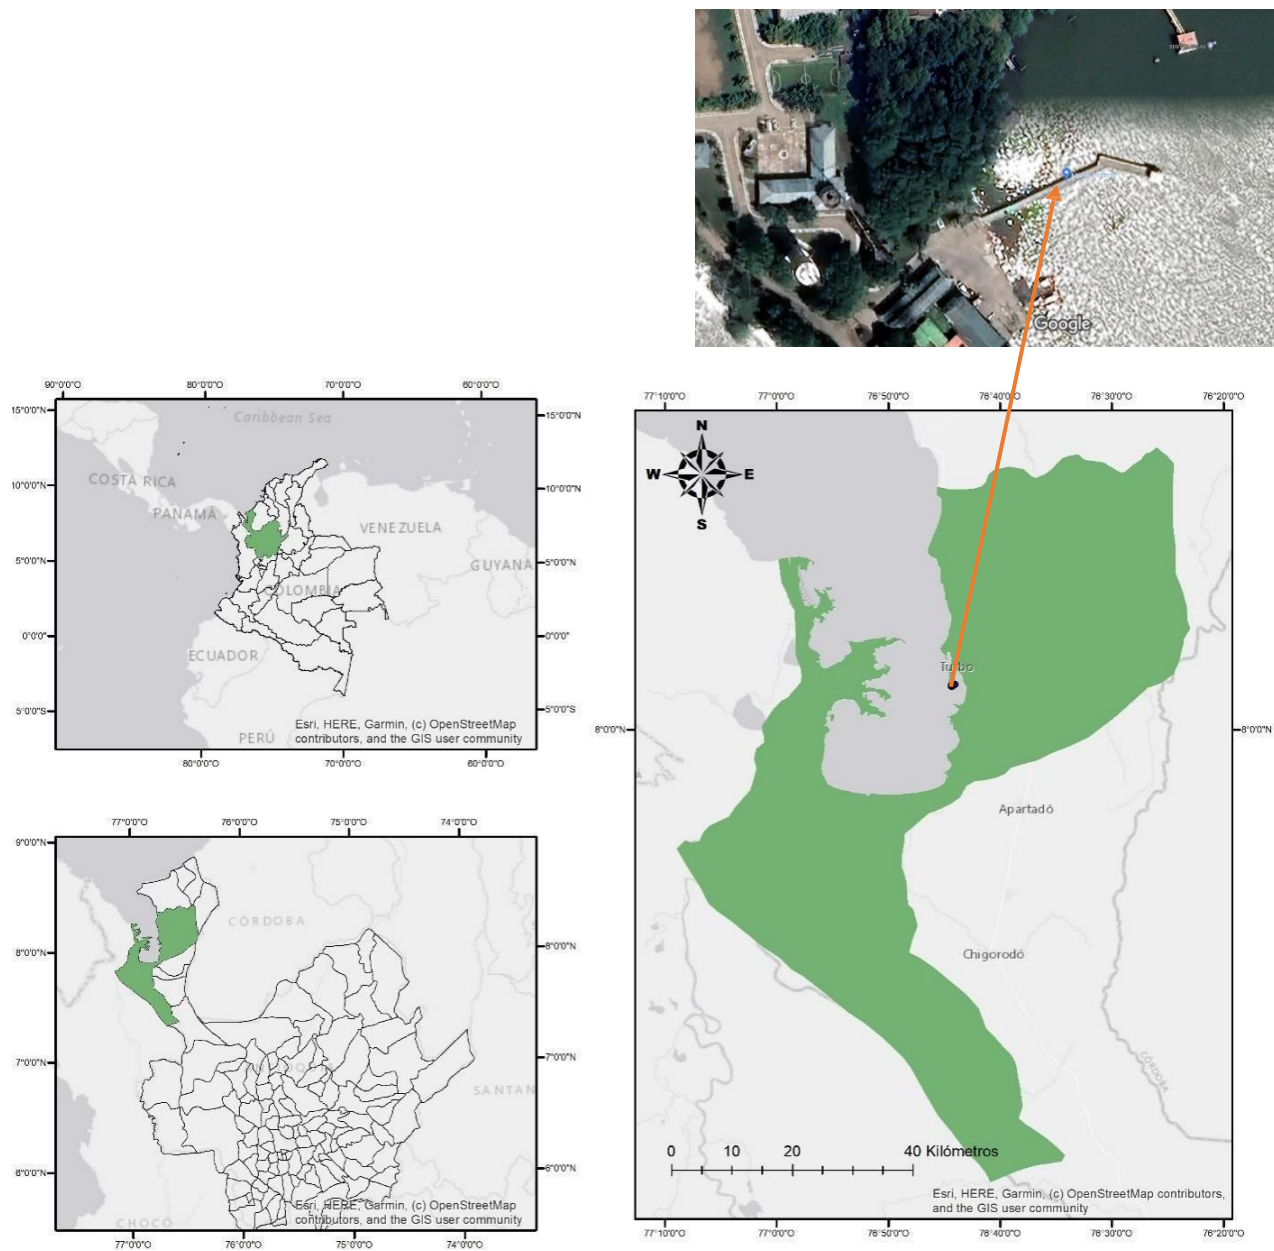 Google
90°0'0"O 80°0'0"O 70°0'0"O 60°0'0"O
15°0'0"N
15°0'0"N
Caribbean Sea
COSTA RICA
10°0'0"N
10°0'0"N
PANAMÁ
VENEZUELA
5°0'0"N
5°0'0"N
GUYANA
COLOMBIA
0°0'0"
0°0'0"
ECUADOR
5°0'0"S
5°0'0"S
PERÚ
Esri, HERE, Garmin, (c) OpenStreetMap
contributors, and the GIS user community
80°0'0"O 70°0'0"O 60°0'0"O
77°0'0"O 76°0'0"O 75°0'0"O 74°0'0"O
9°0'0"N
CÓRDOBA
8°0'0"N
8°0'0"N
7°0'0"N
7°0'0"N
SANTAN
6°0'0"N
6°0'0"N
CHOCÓ
Esri, HERE, Garmin, (c) OpenStreetMap
contributors, and the GIS user community
77°0'0"O 76°0'0"O 75°0'0"O 74°0'0"O
77°10'0"O 77°0'0"O 76°50'0"O 76°40'0"O 76°30'0"O 76°20'0"O
N
W E
S
Turbo
8°0'0"N
8°0'0"N
Apartadó
Chigorodó
CÓRDOBA
0 10 20 40 Kilómetros
Esri, HERE, Garmin, (c) OpenStreetMap contributors,
and the GIS user community
77°10'0"O 77°0'0"O 76°50'0"O 76°40'0"O 76°30'0"O 76°20'0"O